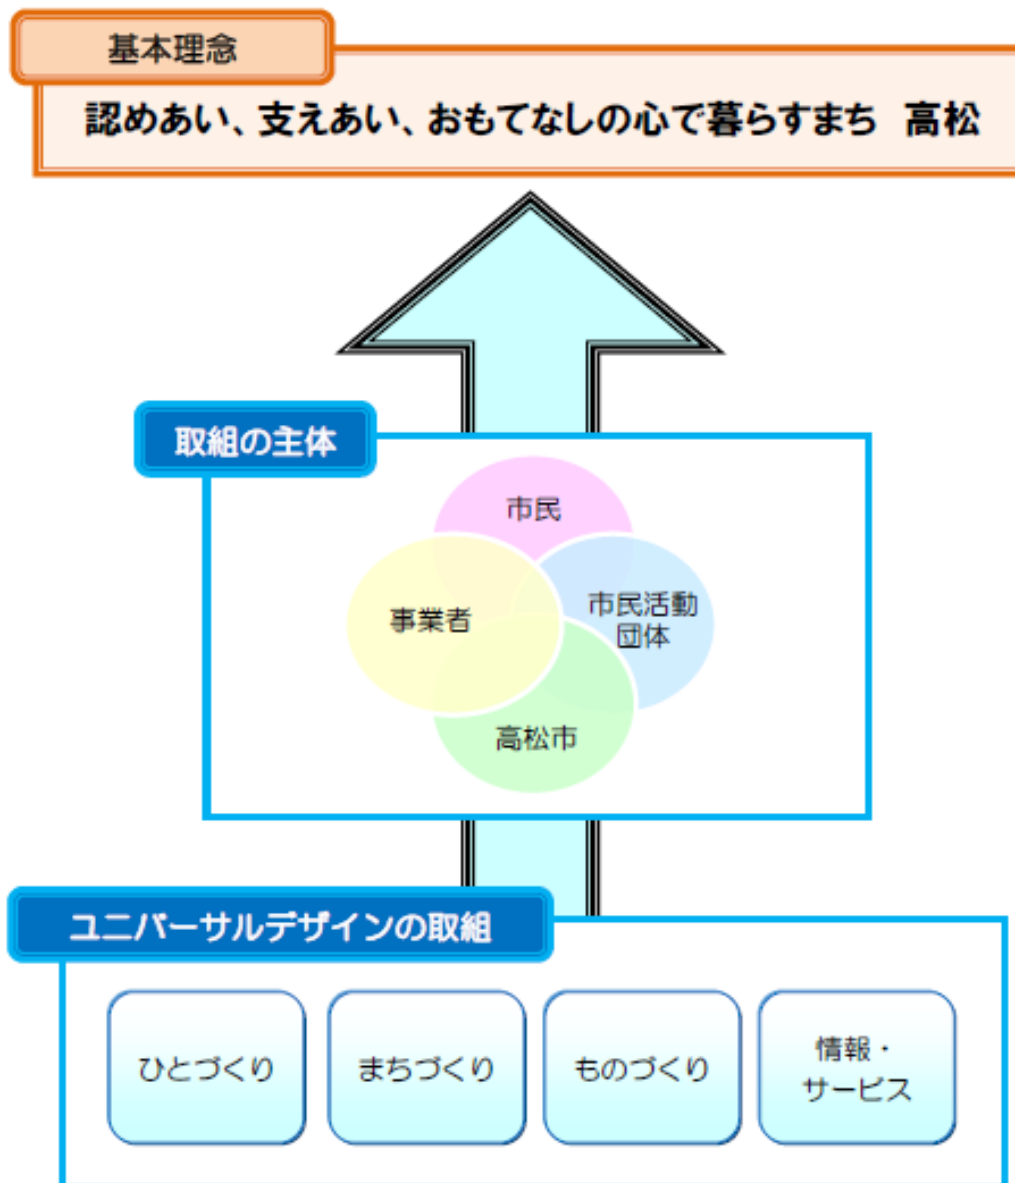 基本理念
認めあい、支えあい、おもてなしの心で暮らすまち　高松
取組の主体
市民
事業者
市民活動
団体
高松市
ユニバーサルデザインの取組
ひとづくり
まちづくり
ものづくり
情報・
サービス